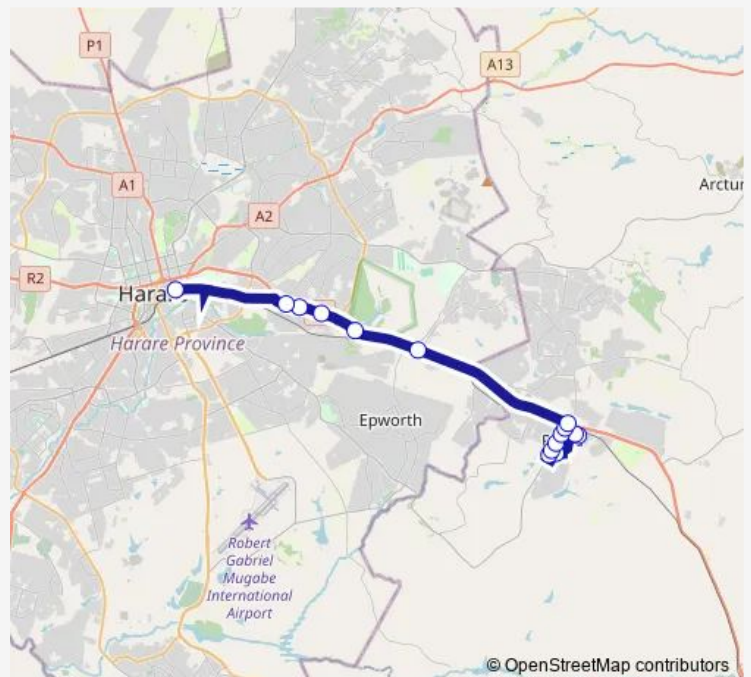 P1
A13
Arctur
A1
A2
R2
Harar
Harare Province
Epworth
Robert
Gabriel
Mugabe
International
Airport
© OpenStreetMap contributors